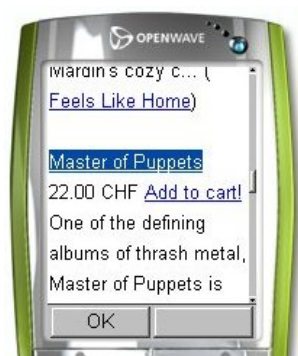 OPENWAVE
Mardin's cozy c... (
Feels Like Home)
Master of Puppets
22.00 CHF Add to cart!
One of the defining
albums of thrash metal,
Master of Puppets is
OK